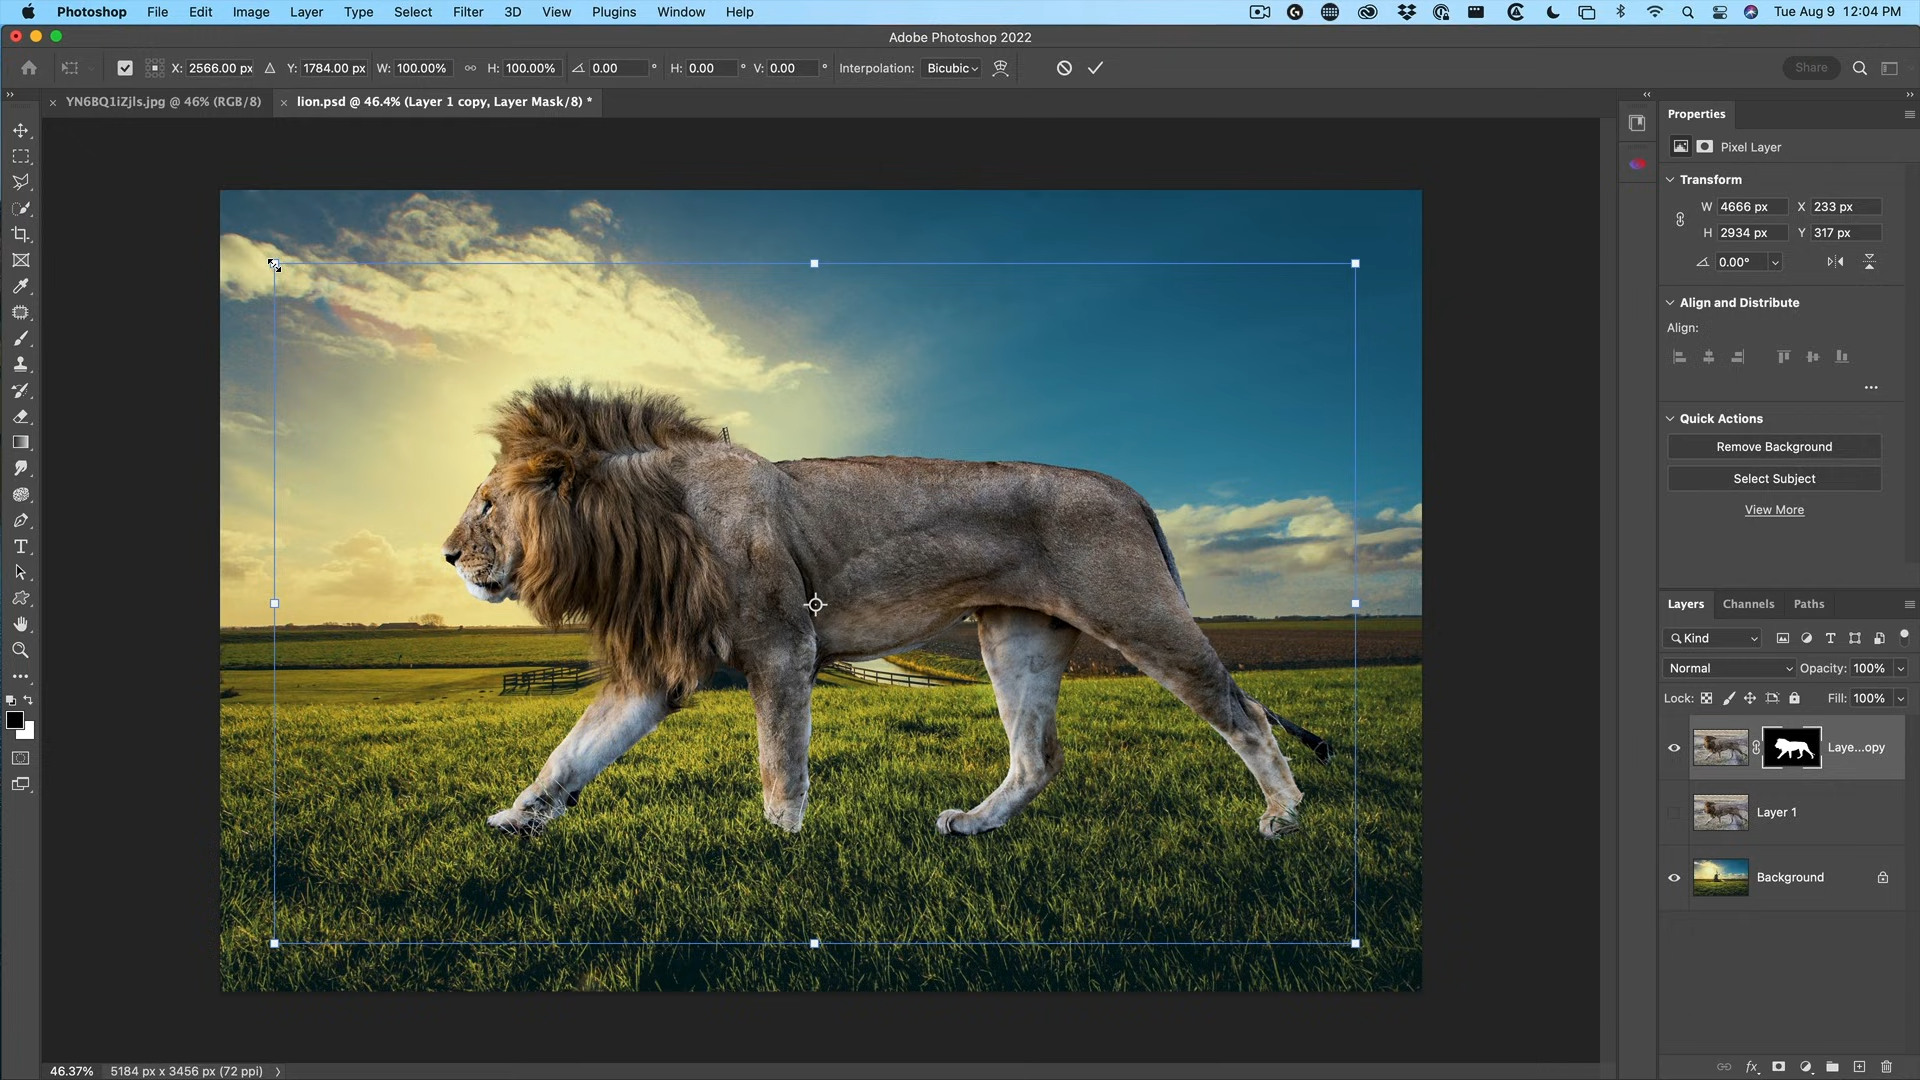 Photoshop File Edit Image Layer Type Select Filter 3D View Plugins Window Help Tue Aug 9 12:04 PM
Adobe Photoshop 2022
X: 2566.00 px Y: 1784.00 px W: 100.00% H: 100.00% 0.00 ° H: 0.00 ° V: 0.00 ° Interpolation: Bicubic Share
YN6BQ1iZjls.jpg @ 46% (RGB/8) lion.psd @ 46.4% (Layer 1 copy, Layer Mask/8) *
Properties
Pixel Layer
Transform
W 4666 px X 233 px
H 2934 px Y 317 px
0.00°
Align and Distribute
Align:
Quick Actions
Remove Background
Select Subject
View More
Layers Channels Paths
Kind
Normal Opacity: 100%
Lock: Fill: 100%
Laye...opy
Layer 1
Background
46.37% 5184 px x 3456 px (72 ppi)